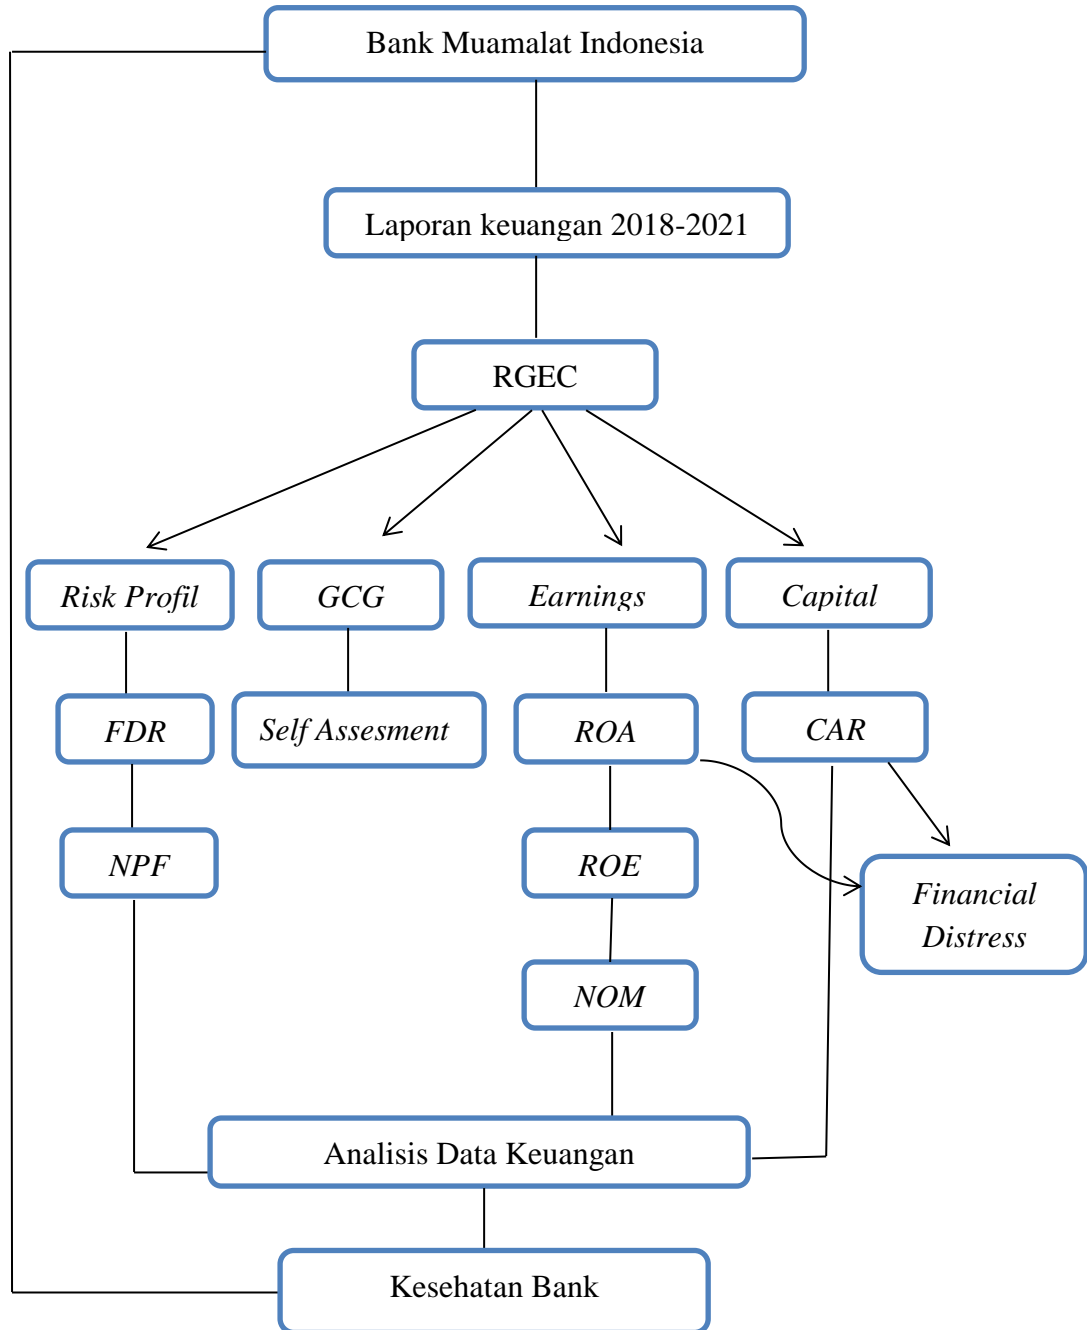 Bank Muamalat Indonesia
Laporan keuangan 2018-2021
RGEC
Risk Profil
GCG
Earnings
Capital
FDR
Self Assesment
ROA
CAR
NPF
ROE
Financial
Distress
NOM
Analisis Data Keuangan
Kesehatan Bank